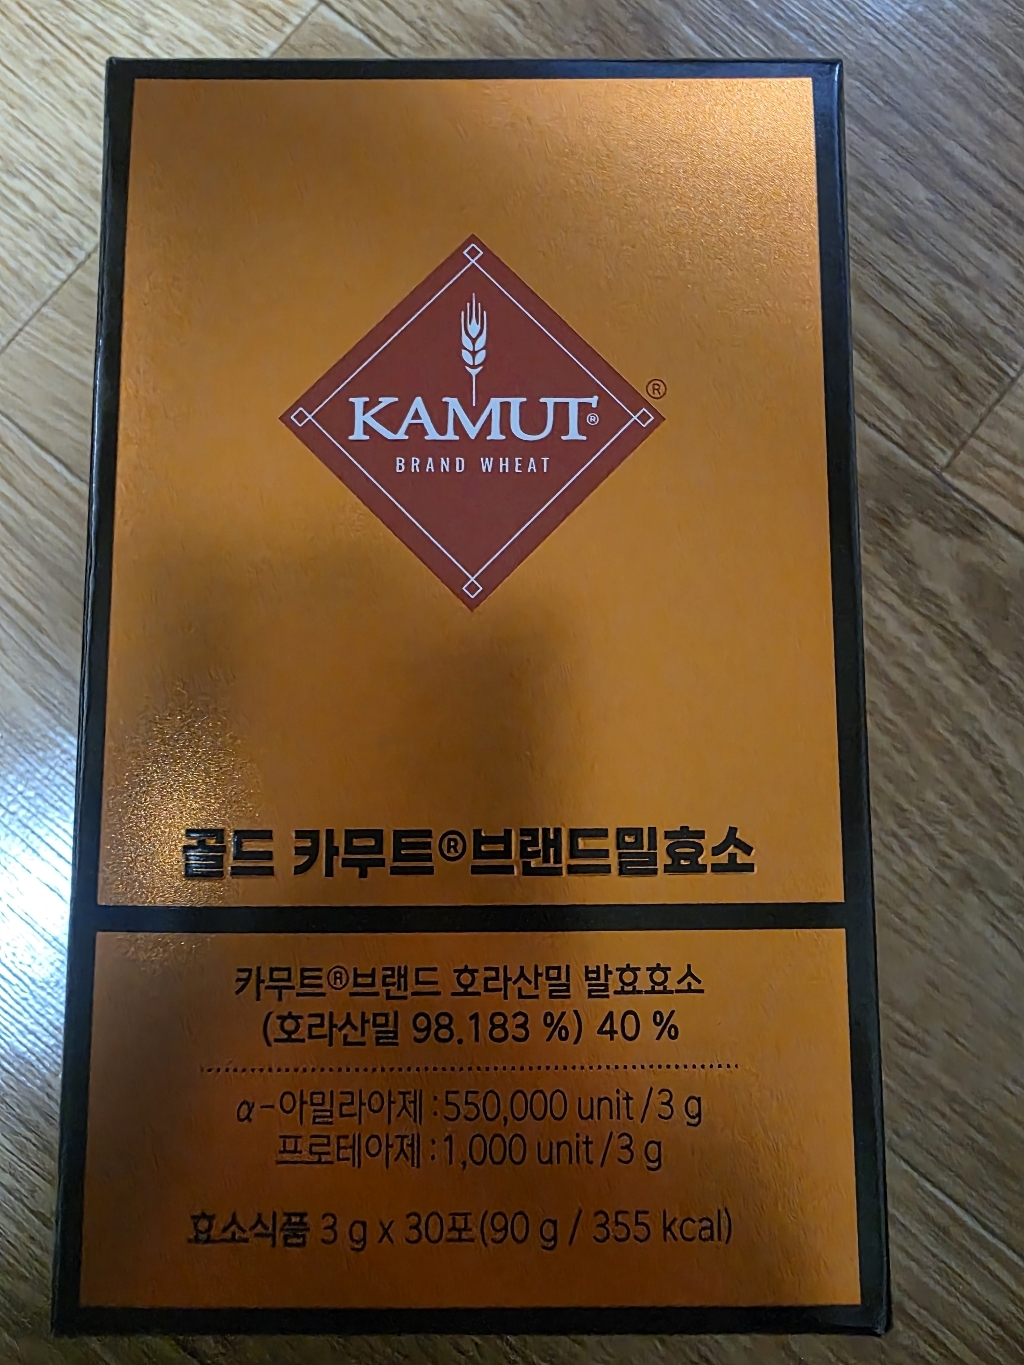 ®
KAMUT®
BRAND WHEAT
골드 카무트®브랜드밀효소
카무트®브랜드 호라산밀 발효효소
(호라산밀 98.183 %) 40 %
α-아밀라아제 : 550,000 unit / 3 g
프로테아제 : 1,000 unit / 3 g
효소식품 3 g x 30포(90 g / 355 kcal)